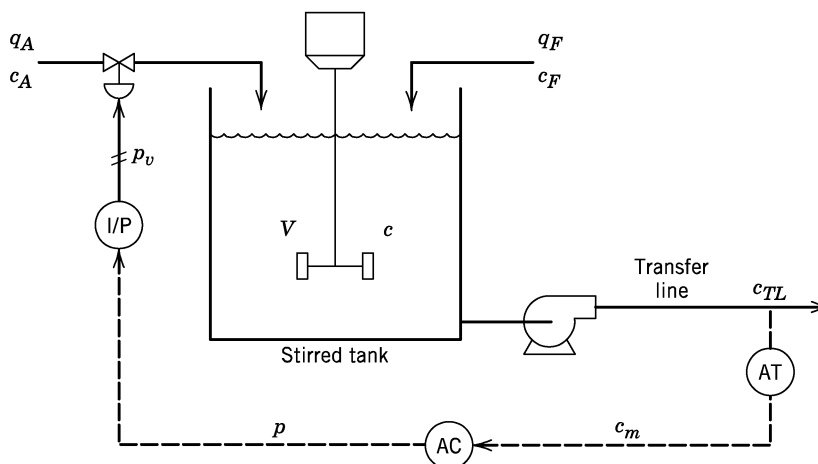 q_A
c_A
q_F
c_F
p_v
I/P
V
c
Stirred tank
Transfer
line
c_TL
AT
p
AC
c_m